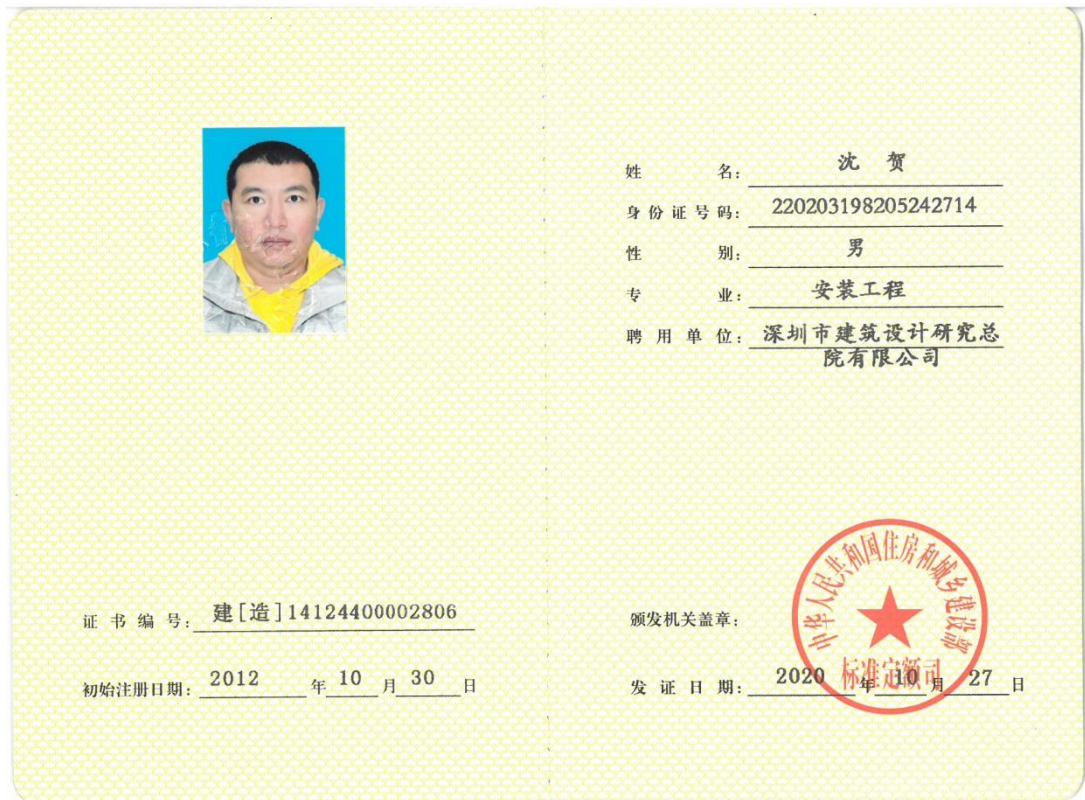 姓 名： 沈 贺
身份证号码： 220203198205242714
性 别： 男
专 业： 安装工程
聘用单位： 深圳市建筑设计研究总
院有限公司
证书编号： 建[造]14124400002806
初始注册日期： 2012 年 10 月 30 日
颁发机关盖章：
中华人民共和国住房和城乡建设部
标准定额司
发证日期： 2020 年 10 月 27 日